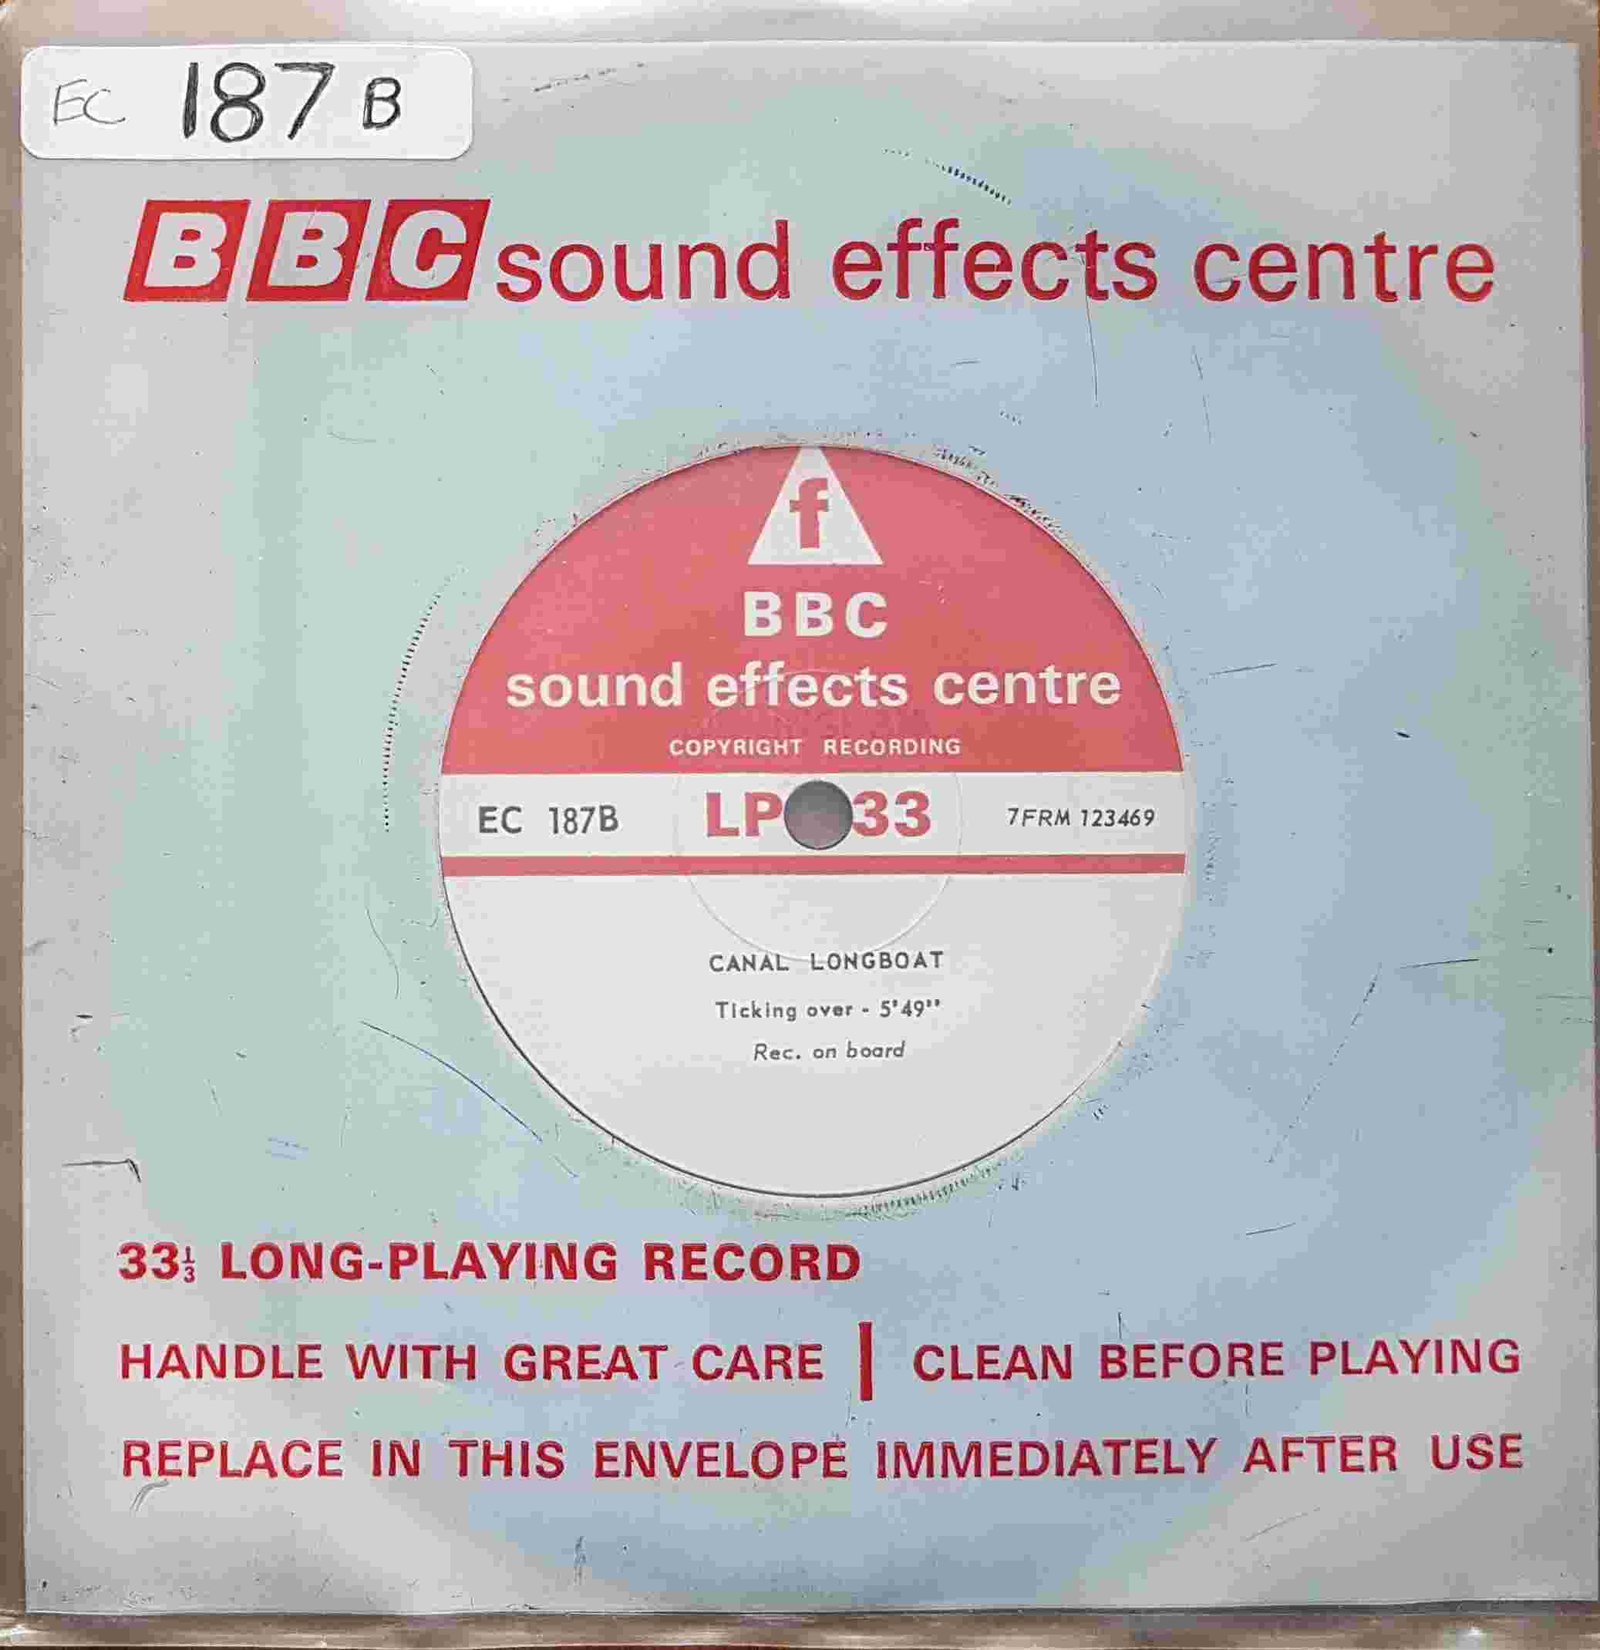 EC 187 B
BBC sound effects centre
f
BBC
sound effects centre
COPYRIGHT RECORDING
EC 187B LP 33 7FRM 123469
CANAL LONGBOAT
Ticking over - 5'49''
Rec. on board
33⅓ LONG-PLAYING RECORD
HANDLE WITH GREAT CARE | CLEAN BEFORE PLAYING
REPLACE IN THIS ENVELOPE IMMEDIATELY AFTER USE